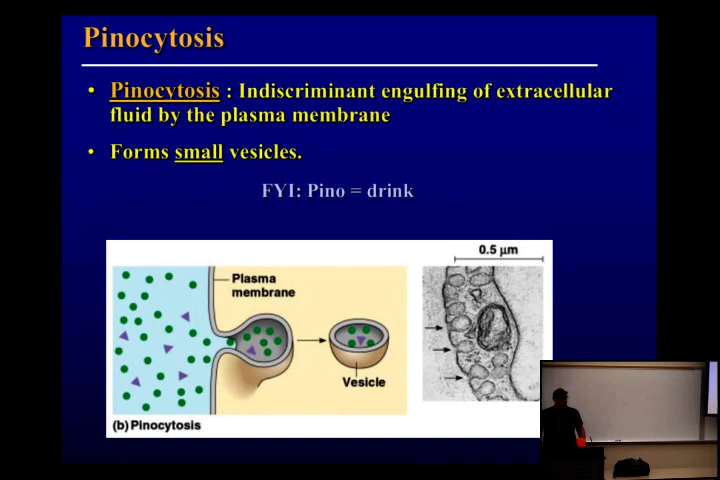 Pinocytosis
• Pinocytosis : Indiscriminant engulfing of extracellular
fluid by the plasma membrane
• Forms small vesicles.
FYI: Pino = drink
0.5 μm
Plasma
membrane
Vesicle
(b) Pinocytosis